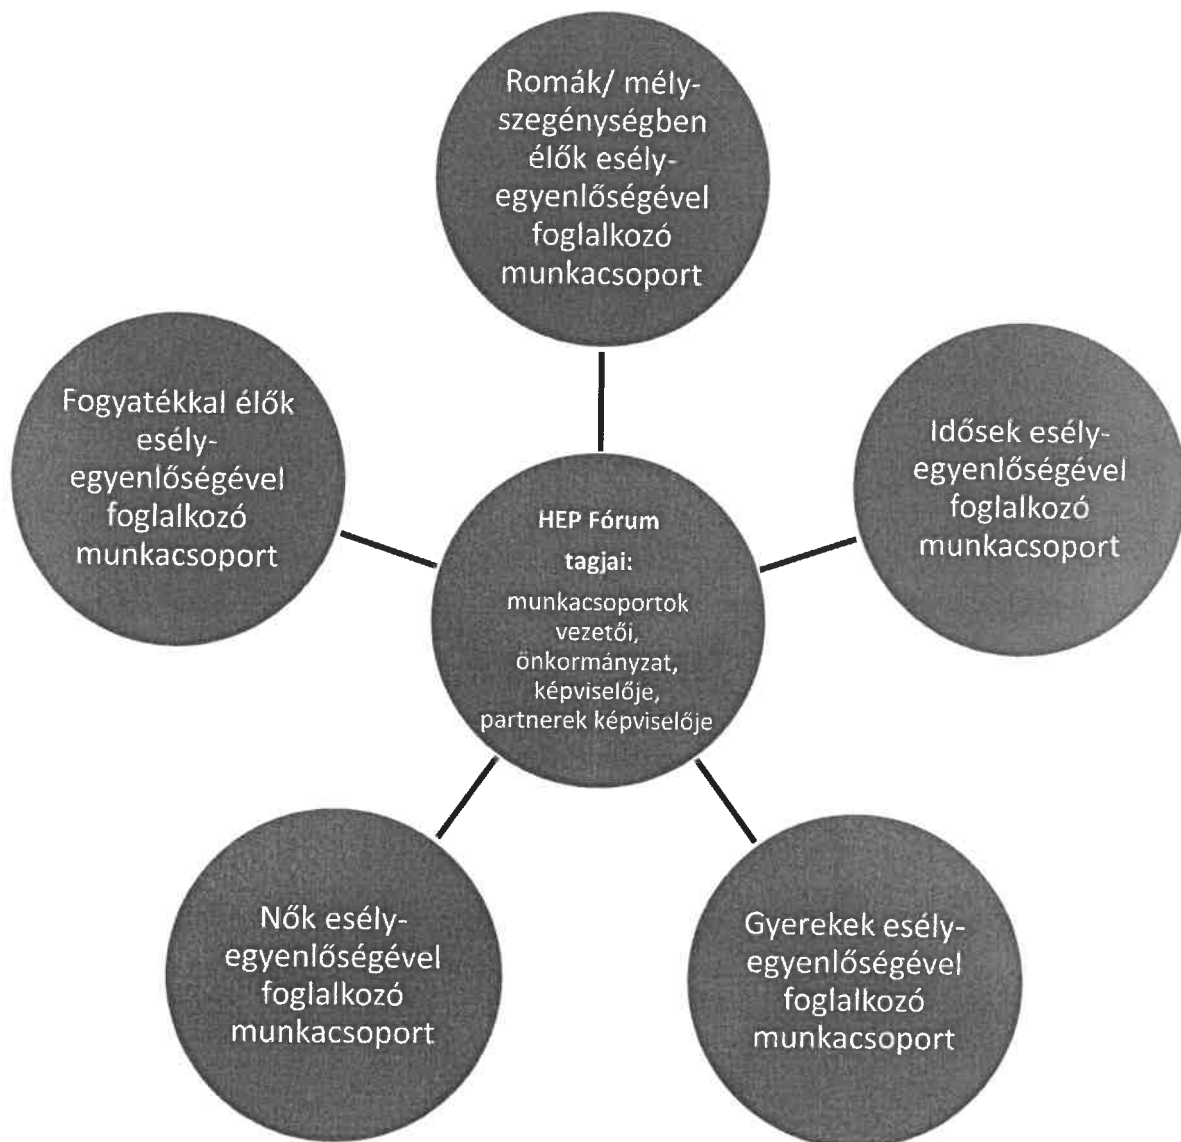 Romák/ mély-
szegénységben
élők esély-
egyenlőségével
foglalkozó
munkacsoport
Fogyatékkal élők
esély-
egyenlőségével
foglalkozó
munkacsoport
Idősek esély-
egyenlőségével
foglalkozó
munkacsoport
HEP Fórum
tagjai:
munkacsoportok
vezetői,
önkormányzat,
képviselője,
partnerek képviselője
Nők esély-
egyenlőségével
foglalkozó
munkacsoport
Gyerekek esély-
egyenlőségével
foglalkozó
munkacsoport